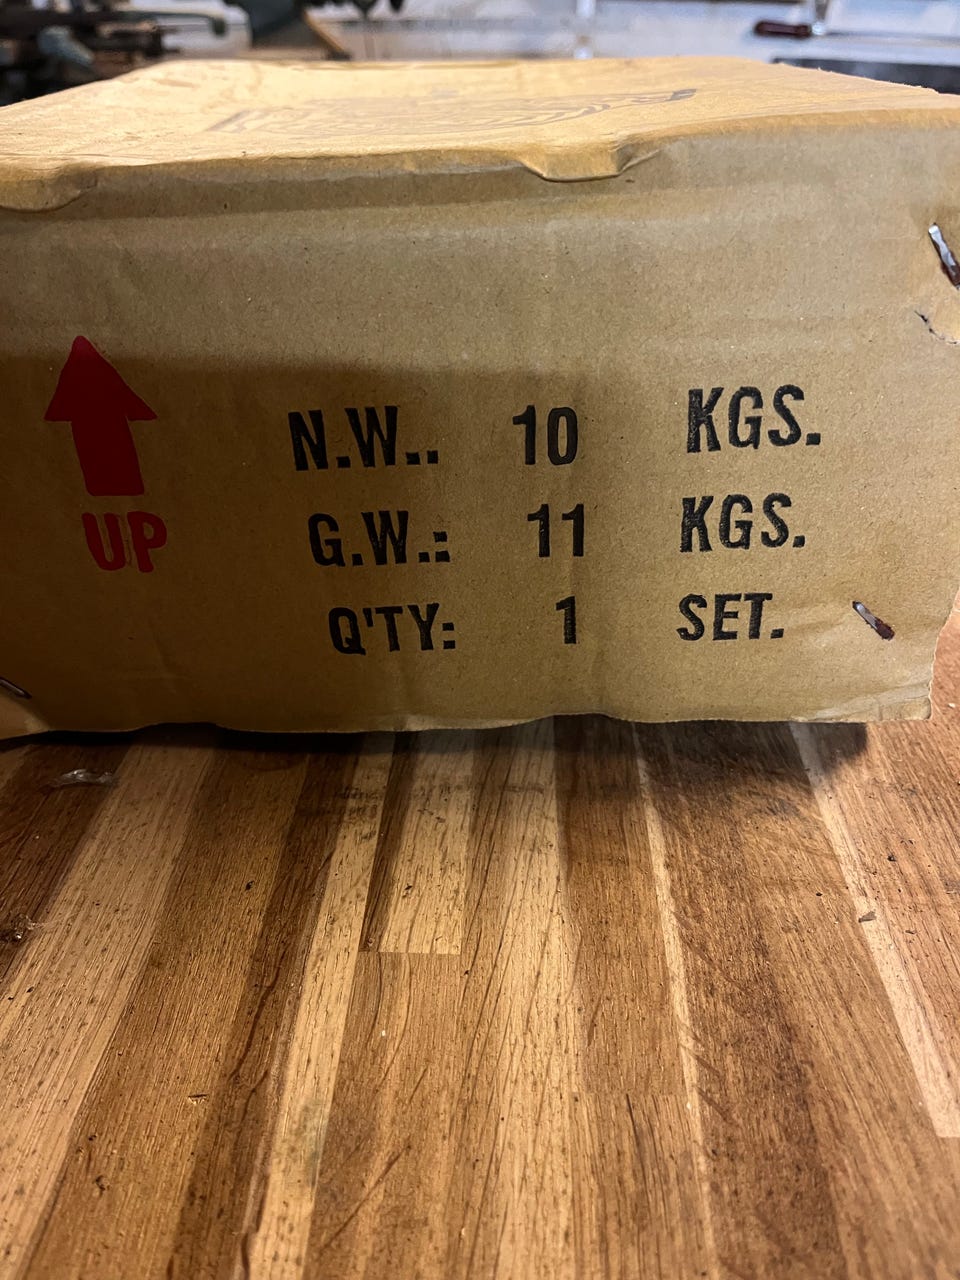 N.W.. 10 KGS.
G.W.: 11 KGS.
Q'TY: 1 SET.
UP